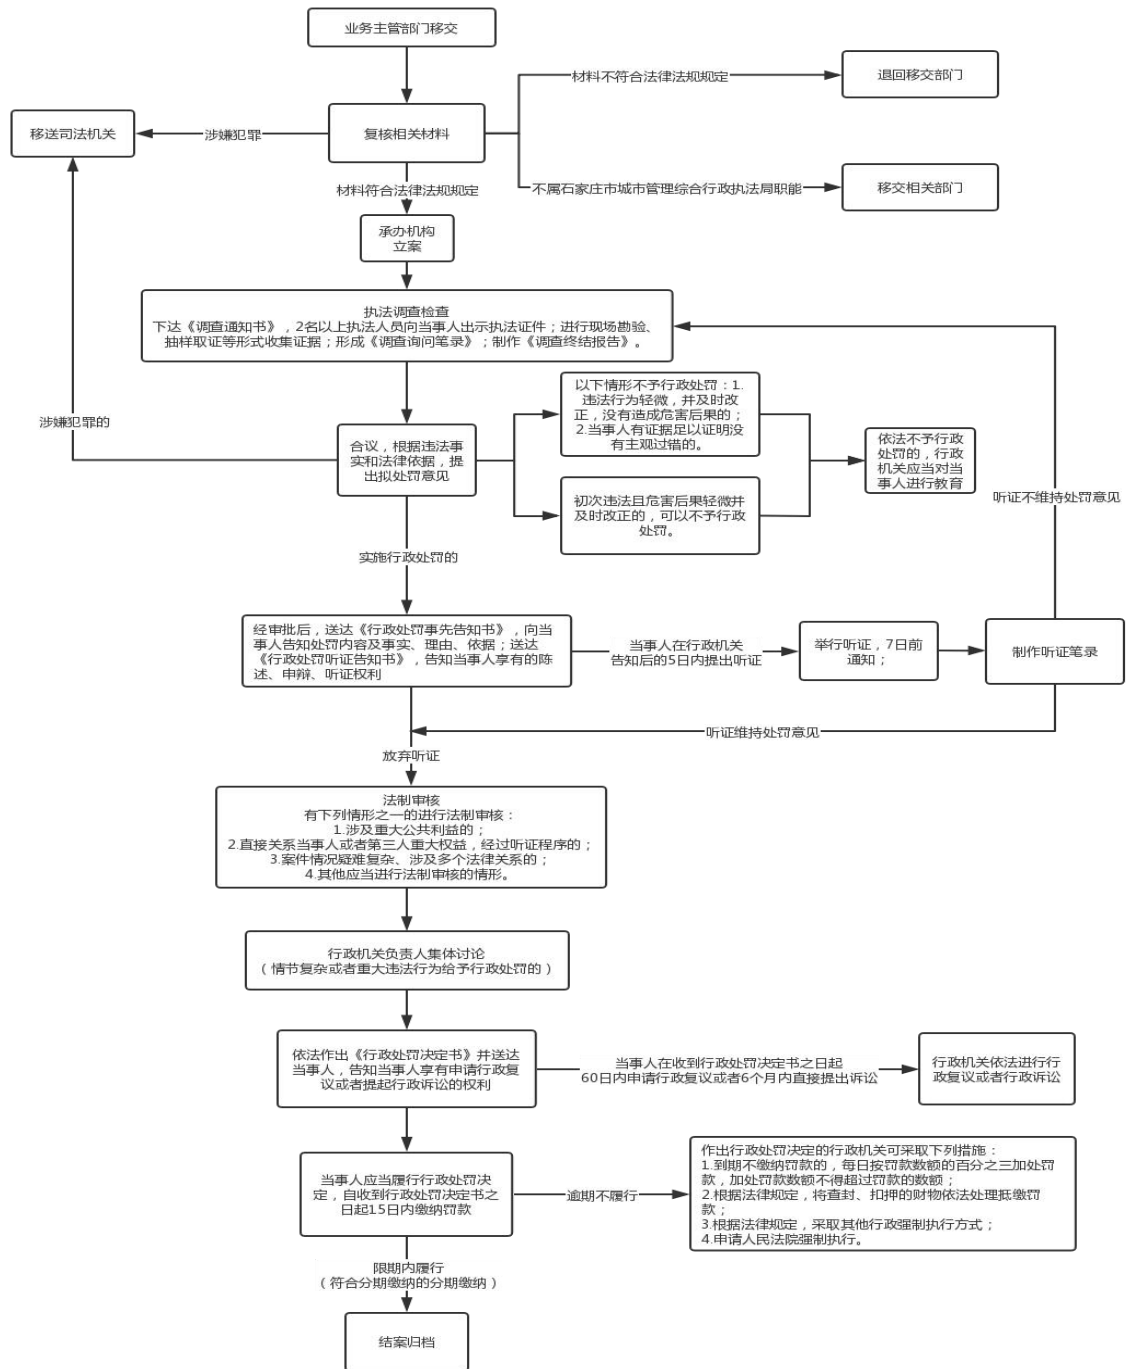 业务主管部门移交
材料不符合法律法规规定
退回移交部门
移送司法机关
涉嫌犯罪
复核相关材料
材料符合法律法规规定
不属石家庄市城市管理综合行政执法局职能
移交相关部门
承办机构
立案
执法调查检查
下达《调查通知书》，2名以上执法人员向当事人出示执法证件；进行现场勘验、
抽样取证等形式收集证据；形成《调查询问笔录》；制作《调查终结报告》。
以下情形不予行政处罚：1.
违法行为轻微，并及时改
正，没有造成危害后果的；
2.当事人有证据足以证明没
有主观过错的。
涉嫌犯罪的
合议，根据违法事
实和法律依据，提
出拟处罚意见
依法不予行政
处罚的，行政
机关应当对当
事人进行教育
初次违法且危害后果轻微并
及时改正的，可以不予行政
处罚。
听证不维持处罚意见
实施行政处罚的
经审批后，送达《行政处罚事先告知书》，向当
事人告知处罚内容及事实、理由、依据；送达
《行政处罚听证告知书》，告知当事人享有的陈
述、申辩、听证权利
当事人在行政机关
告知后的5日内提出听证
举行听证，7日前
通知；
制作听证笔录
听证维持处罚意见
放弃听证
法制审核
有下列情形之一的进行法制审核：
1.涉及重大公共利益的；
2.直接关系当事人或者第三人重大权益，经过听证程序的；
3.案件情况疑难复杂、涉及多个法律关系的；
4.其他应当进行法制审核的情形。
行政机关负责人集体讨论
（情节复杂或者重大违法行为给予行政处罚的）
依法作出《行政处罚决定书》并送达
当事人，告知当事人享有申请行政复
议或者提起行政诉讼的权利
当事人在收到行政处罚决定书之日起
60日内申请行政复议或者6个月内直接提出诉讼
行政机关依法进行行
政复议或者行政诉讼
当事人应当履行行政处罚决
定，自收到行政处罚决定书之
日起15日内缴纳罚款
逾期不履行
作出行政处罚决定的行政机关可采取下列措施：
1.到期不缴纳罚款的，每日按罚款数额的百分之三加处罚
款，加处罚款数额不得超过罚款的数额；
2.根据法律规定，将查封、扣押的财物依法处理抵缴罚
款；
3.根据法律规定，采取其他行政强制执行方式；
4.申请人民法院强制执行。
限期内履行
（符合分期缴纳的分期缴纳）
结案归档